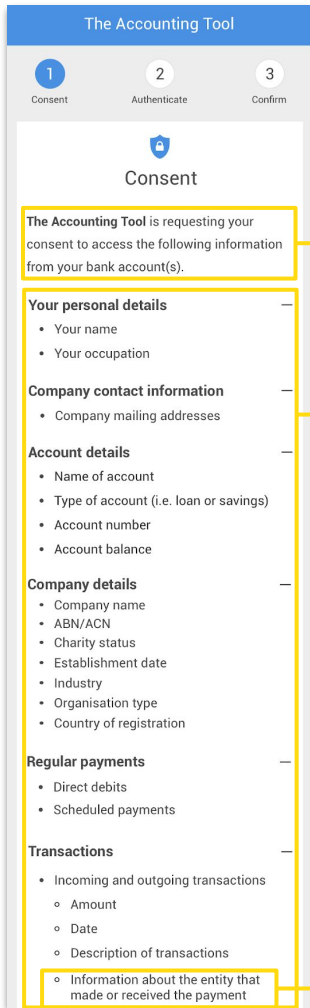 The Accounting Tool
1 2 3
Consent Authenticate Confirm
Consent
The Accounting Tool is requesting your
consent to access the following information
from your bank account(s).
Your personal details
• Your name
• Your occupation
Company contact information
• Company mailing addresses
Account details
• Name of account
• Type of account (i.e. loan or savings)
• Account number
• Account balance
Company details
• Company name
• ABN/ACN
• Charity status
• Establishment date
• Industry
• Organisation type
• Country of registration
Regular payments
• Direct debits
• Scheduled payments
Transactions
• Incoming and outgoing transactions
◦ Amount
◦ Date
◦ Description of transactions
◦ Information about the entity that
made or received the payment